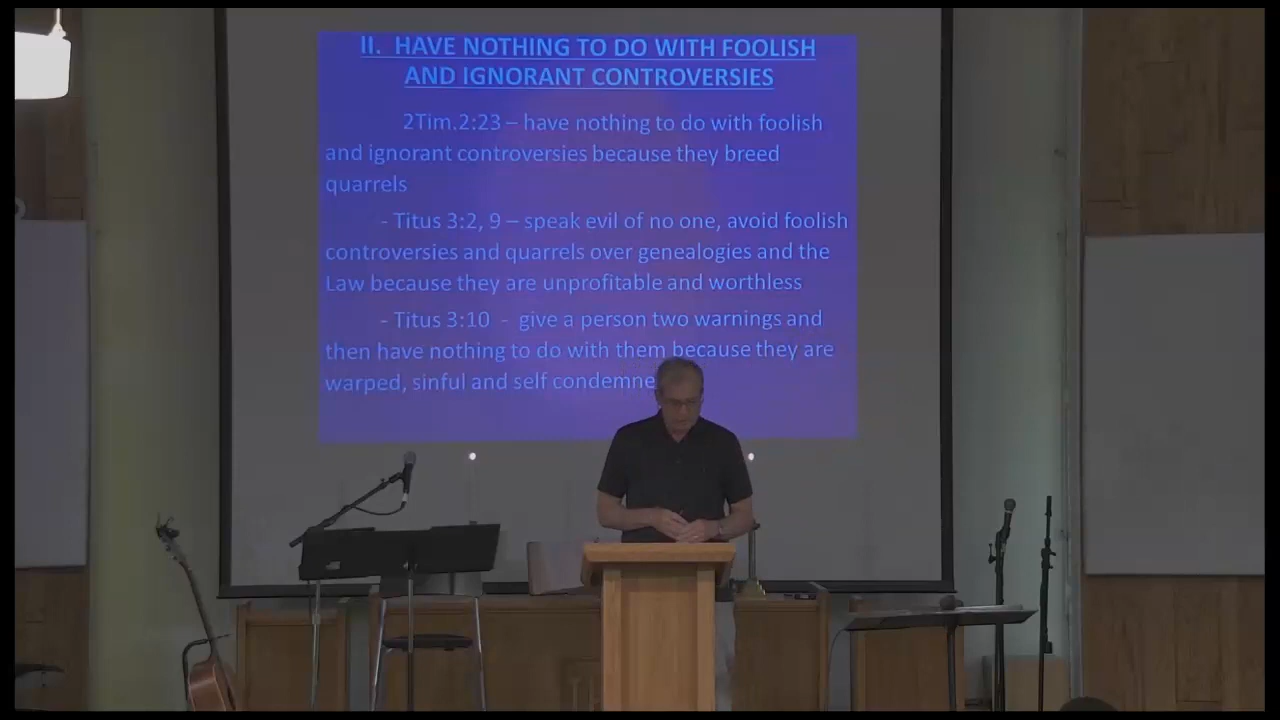 II. HAVE NOTHING TO DO WITH FOOLISH
AND IGNORANT CONTROVERSIES
2Tim.2:23 – have nothing to do with foolish
and ignorant controversies because they breed
quarrels
- Titus 3:2, 9 – speak evil of no one, avoid foolish
controversies and quarrels over genealogies and the
Law because they are unprofitable and worthless
- Titus 3:10 - give a person two warnings and
then have nothing to do with them because they are
warped, sinful and self condemne